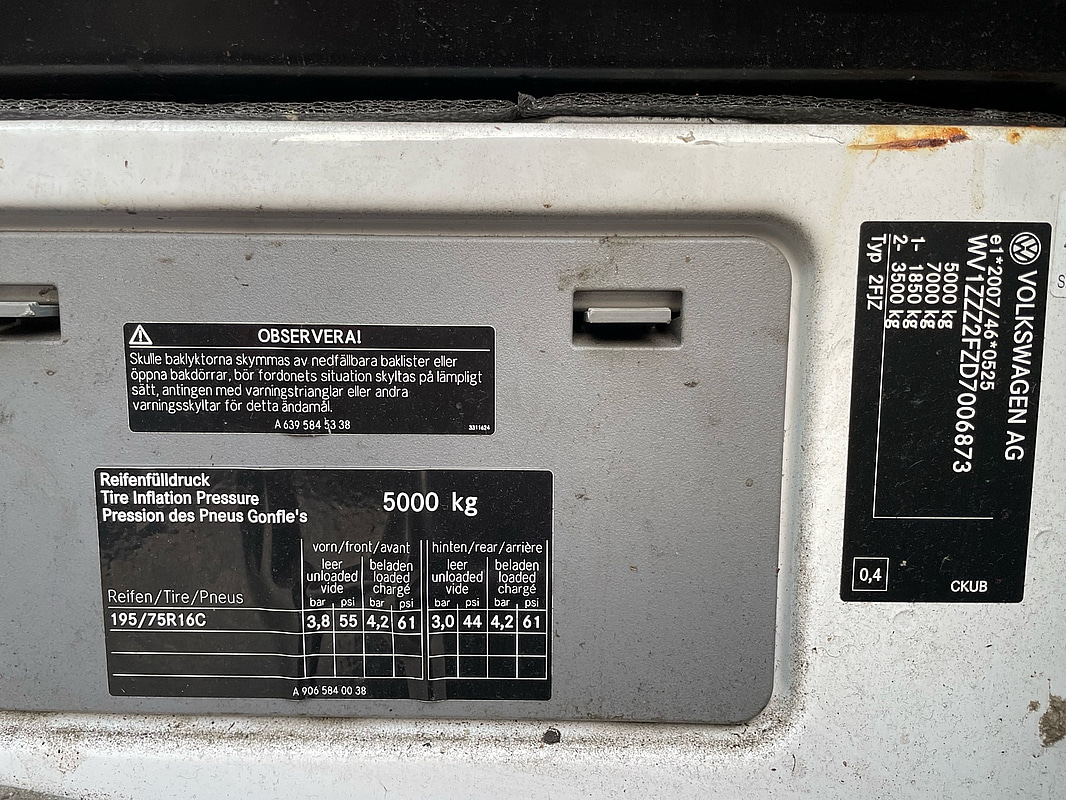 OBSERVERA!
Skulle baklyktorna skymmas av nedfällbara baklister eller
öppna bakdörrar, bör fordonets situation skyltas på lämpligt
sätt, antingen med varningstrianglar eller andra
varningsskyltar för detta ändamål.
A 639 584 53 38
3311624
Reifenfülldruck
Tire Inflation Pressure
Pression des Pneus Gonfle's
5000 kg
vorn/front/avant hinten/rear/arrière
leer beladen leer beladen
unloaded loaded unloaded loaded
vide chargé vide chargé
Reifen/Tire/Pneus bar psi bar psi bar psi bar psi
195/75R16C 3,8 55 4,2 61 3,0 44 4,2 61
A 906 584 00 38
VW VOLKSWAGEN AG
e1*2007/46*0525
WV1ZZZ2FZD7006873
5000 kg
7000 kg
1- 1850 kg
2- 3500 kg
Typ 2FJZ
0,4
CKUB
S